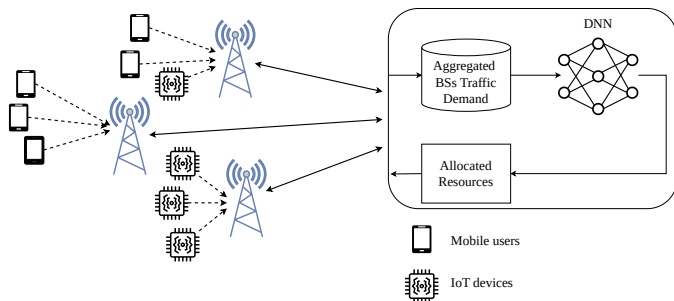 DNN
Aggregated
BSs Traffic
Demand
Allocated
Resources
Mobile users
IoT devices